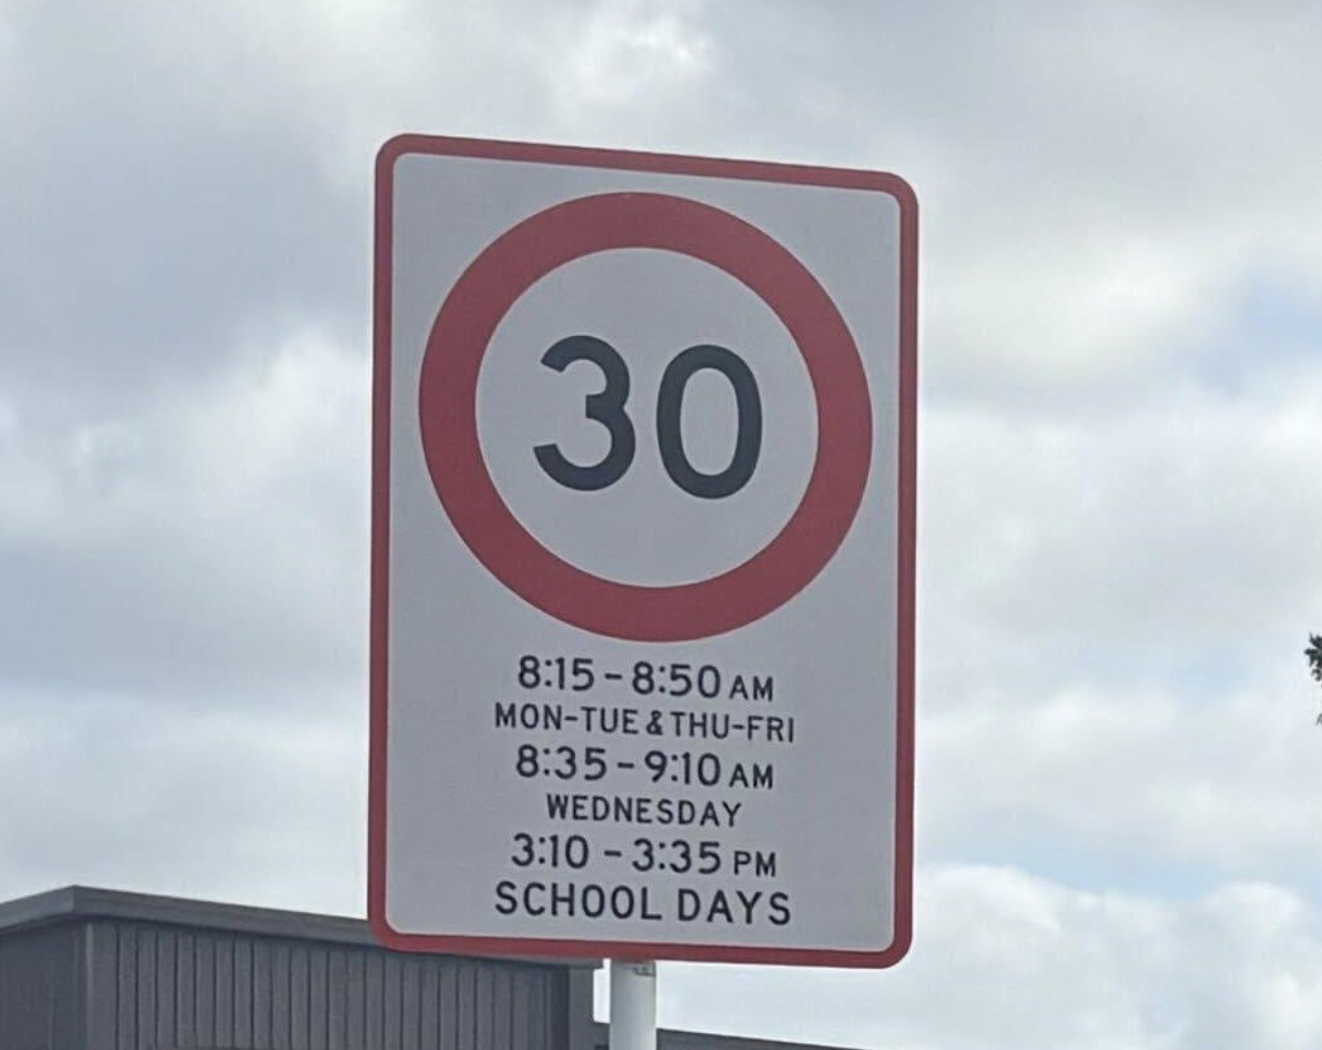 30
8:15 - 8:50 AM
MON-TUE & THU-FRI
8:35 - 9:10 AM
WEDNESDAY
3:10 - 3:35 PM
SCHOOL DAYS